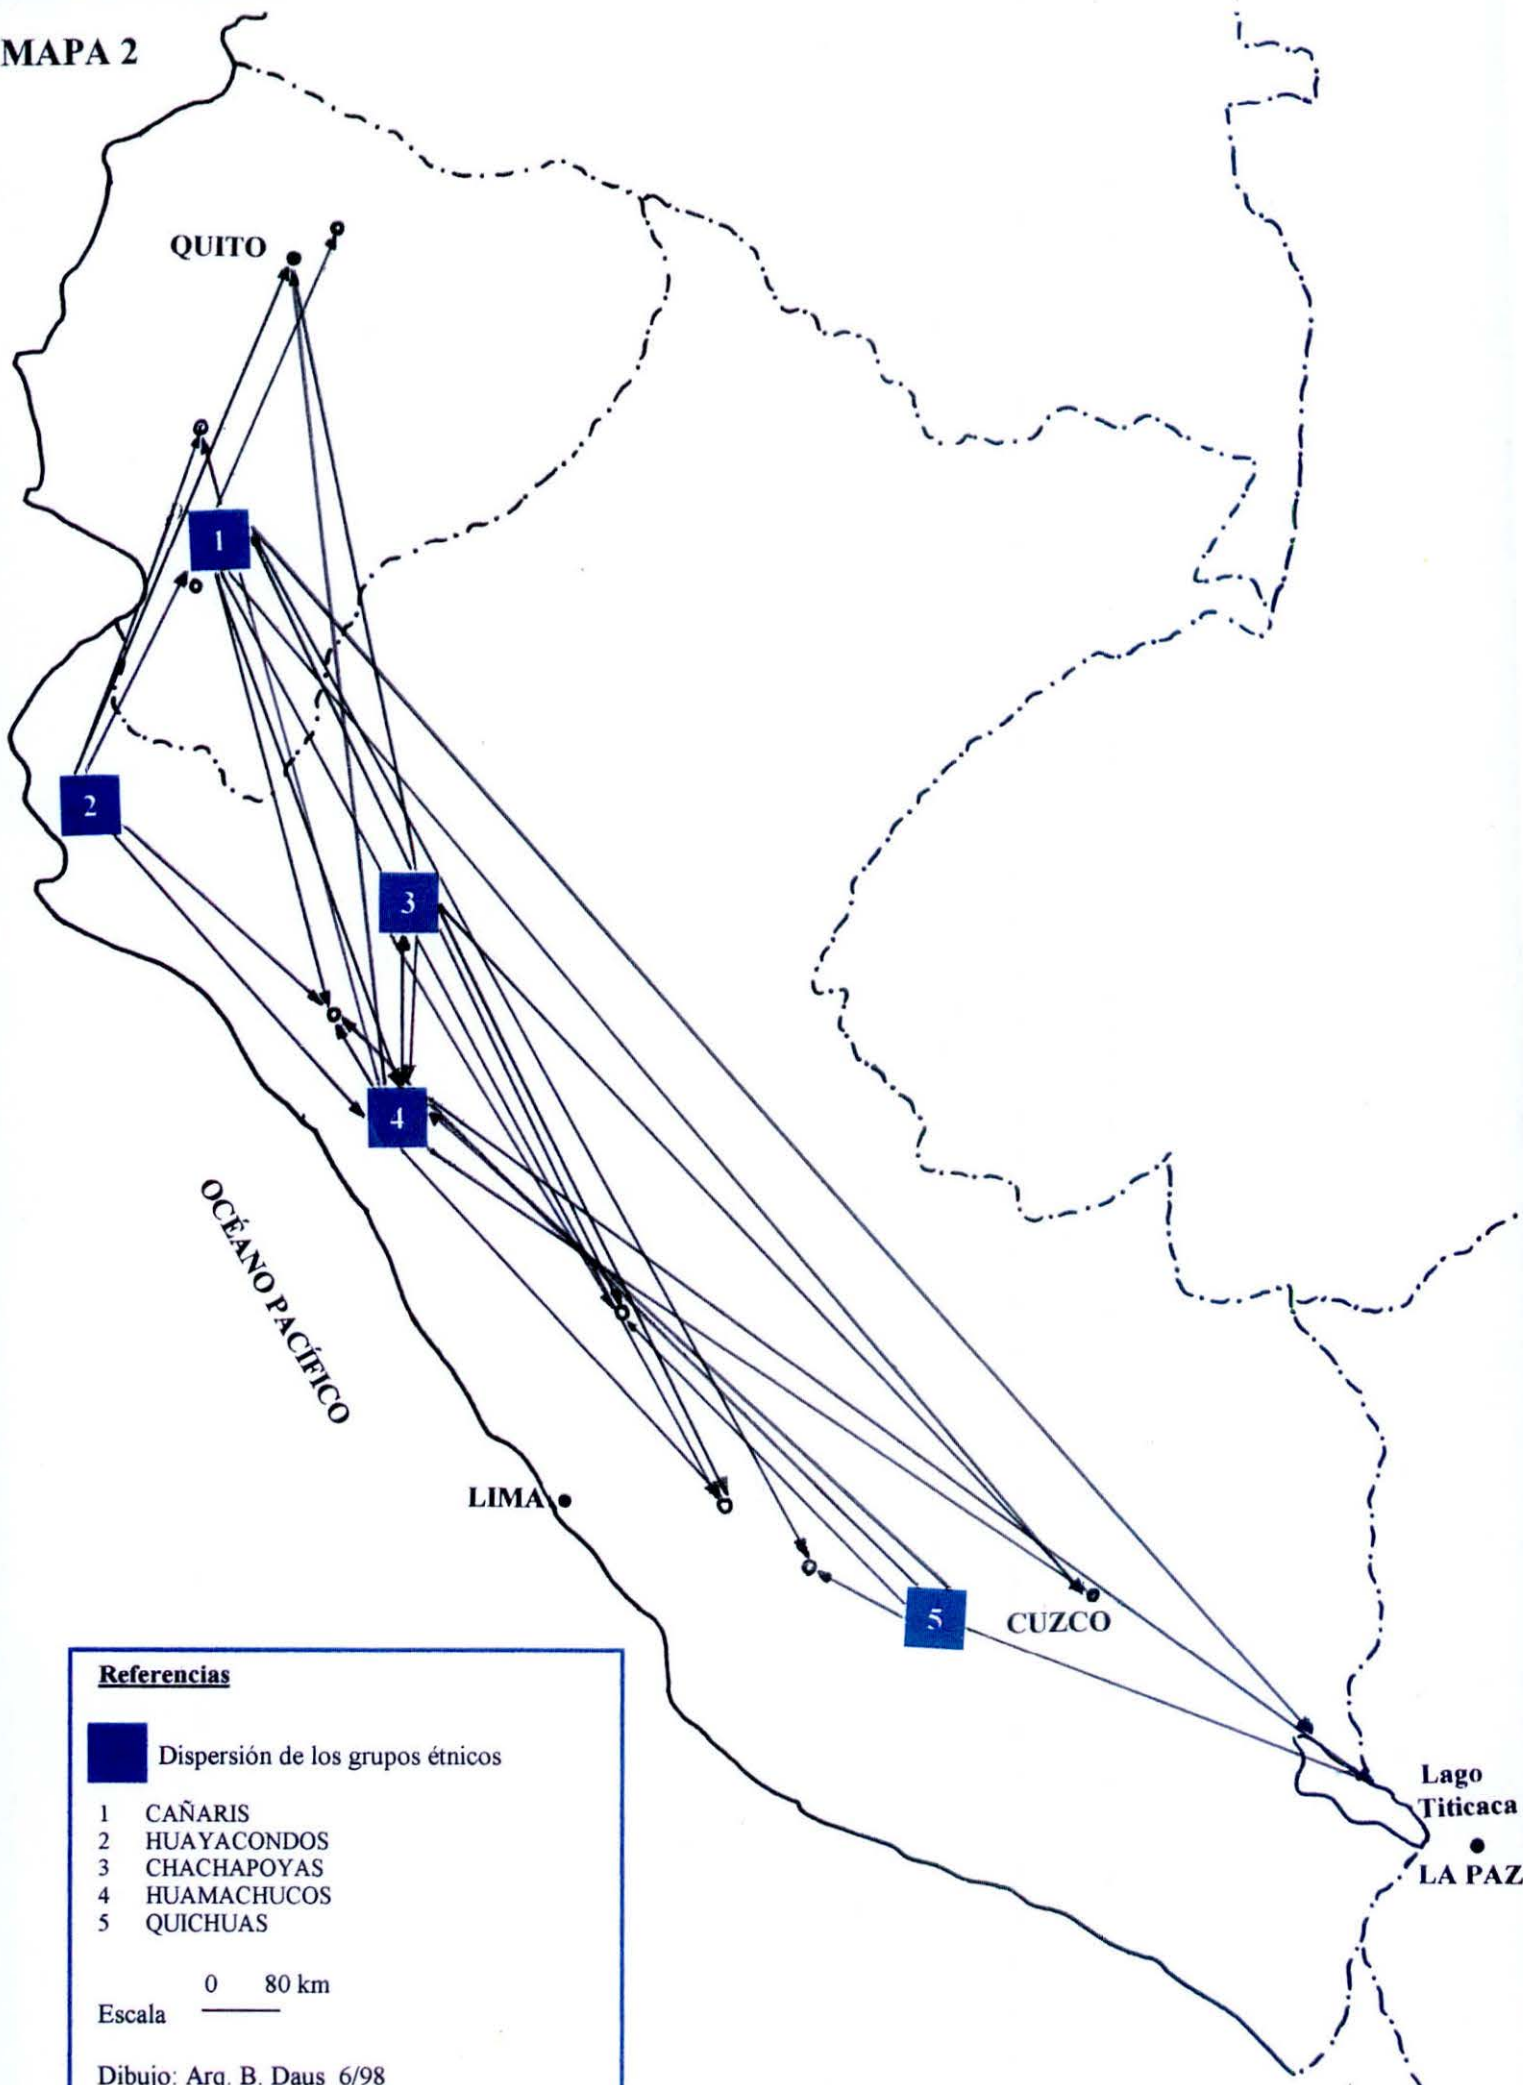 MAPA 2
QUITO
1
2
3
4
OCÉANO PACÍFICO
LIMA
5
CUZCO
Lago
Titicaca
LA PAZ
Referencias
Dispersión de los grupos étnicos
1 CAÑARIS
2 HUAYACONDOS
3 CHACHAPOYAS
4 HUAMACHUCOS
5 QUICHUAS
0 80 km
Escala
Dibujo: Arq. B. Daus 6/98